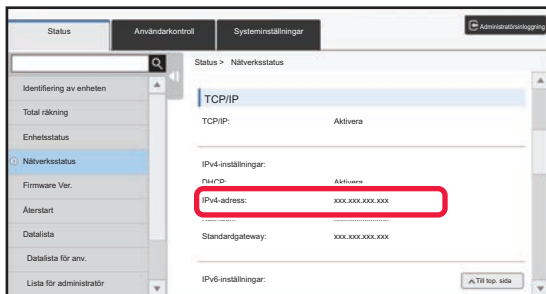 Status Användarkontroll Systeminställningar Administratörsinloggning
Status > Nätverksstatus
Identifiering av enheten
TCP/IP
Total räkning
TCP/IP: Aktivera
Enhetsstatus
Nätverksstatus
IPv4-inställningar:
Firmware Ver.
DHCP: Aktivera
Återstart
IPv4-adress: xxx.xxx.xxx.xxx
Datalista
Standardgateway: xxx.xxx.xxx.xxx
Datalista för anv.
Lista för administratör
IPv6-inställningar:
Till top. sida